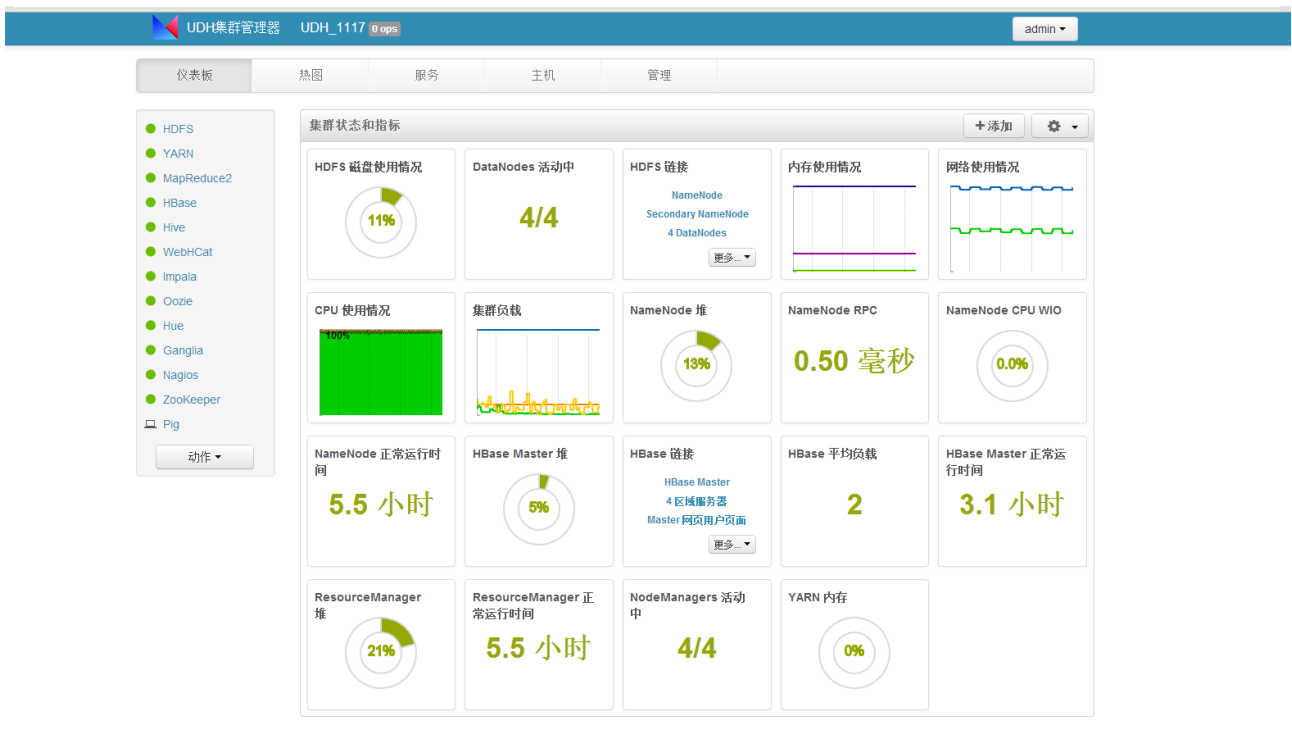 UDH集群管理器 UDH_1117 0 ops admin
仪表板 热图 服务 主机 管理
HDFS
YARN
MapReduce2
HBase
Hive
WebHCat
Impala
Oozie
Hue
Ganglia
Nagios
ZooKeeper
Pig
动作
集群状态和指标 +添加
HDFS 磁盘使用情况
11%
DataNodes 活动中
4/4
HDFS 链接
NameNode
Secondary NameNode
4 DataNodes
更多...
内存使用情况
网络使用情况
CPU 使用情况
100%
集群负载
NameNode 堆
13%
NameNode RPC
0.50 毫秒
NameNode CPU WIO
0.0%
NameNode 正常运行时
间
5.5 小时
HBase Master 堆
5%
HBase 链接
HBase Master
4 区域服务器
Master 网页用户页面
更多...
HBase 平均负载
2
HBase Master 正常运
行时间
3.1 小时
ResourceManager
堆
21%
ResourceManager 正
常运行时间
5.5 小时
NodeManagers 活动
中
4/4
YARN 内存
0%